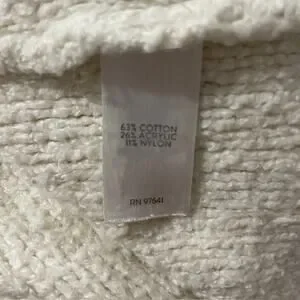 63% COTTON
26% ACRYLIC
11% NYLON
RN 97641